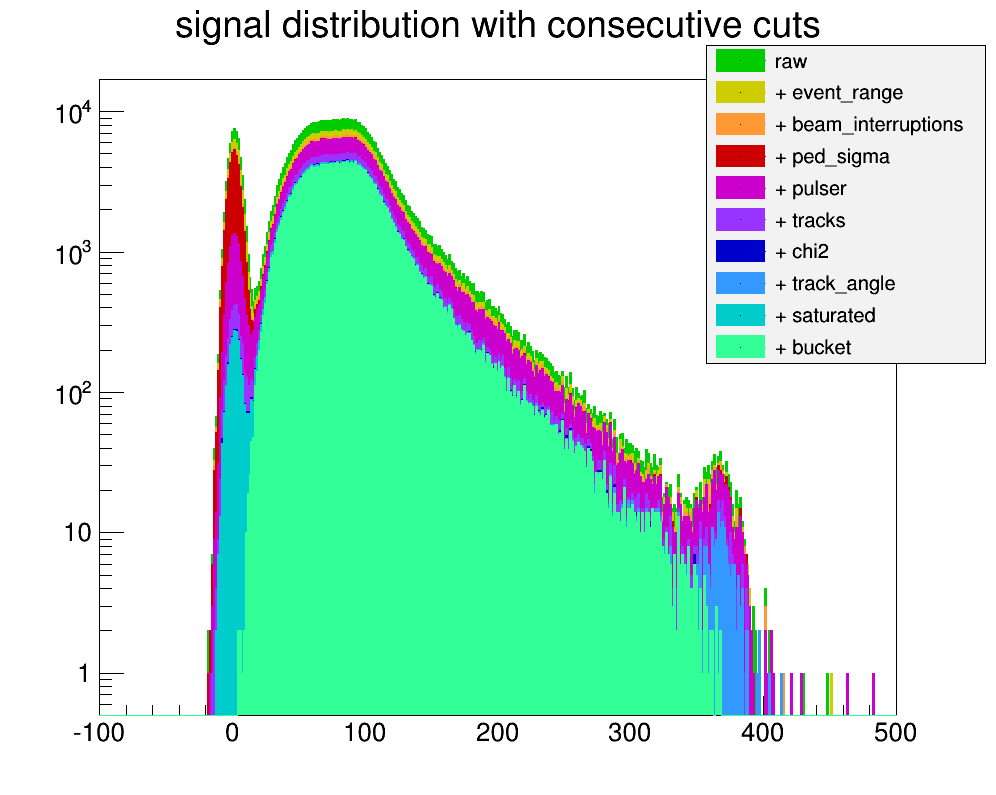 signal distribution with consecutive cuts
raw
+ event_range
+ beam_interruptions
+ ped_sigma
+ pulser
+ tracks
+ chi2
+ track_angle
+ saturated
+ bucket
10⁴
10³
10²
10
1
-100 0 100 200 300 400 500